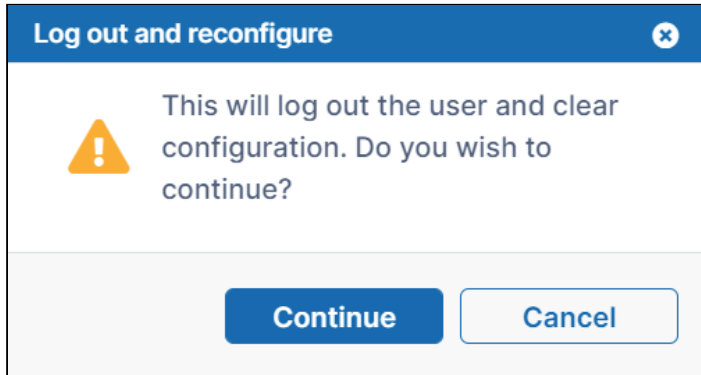 Log out and reconfigure
This will log out the user and clear
configuration. Do you wish to
continue?
Continue
Cancel